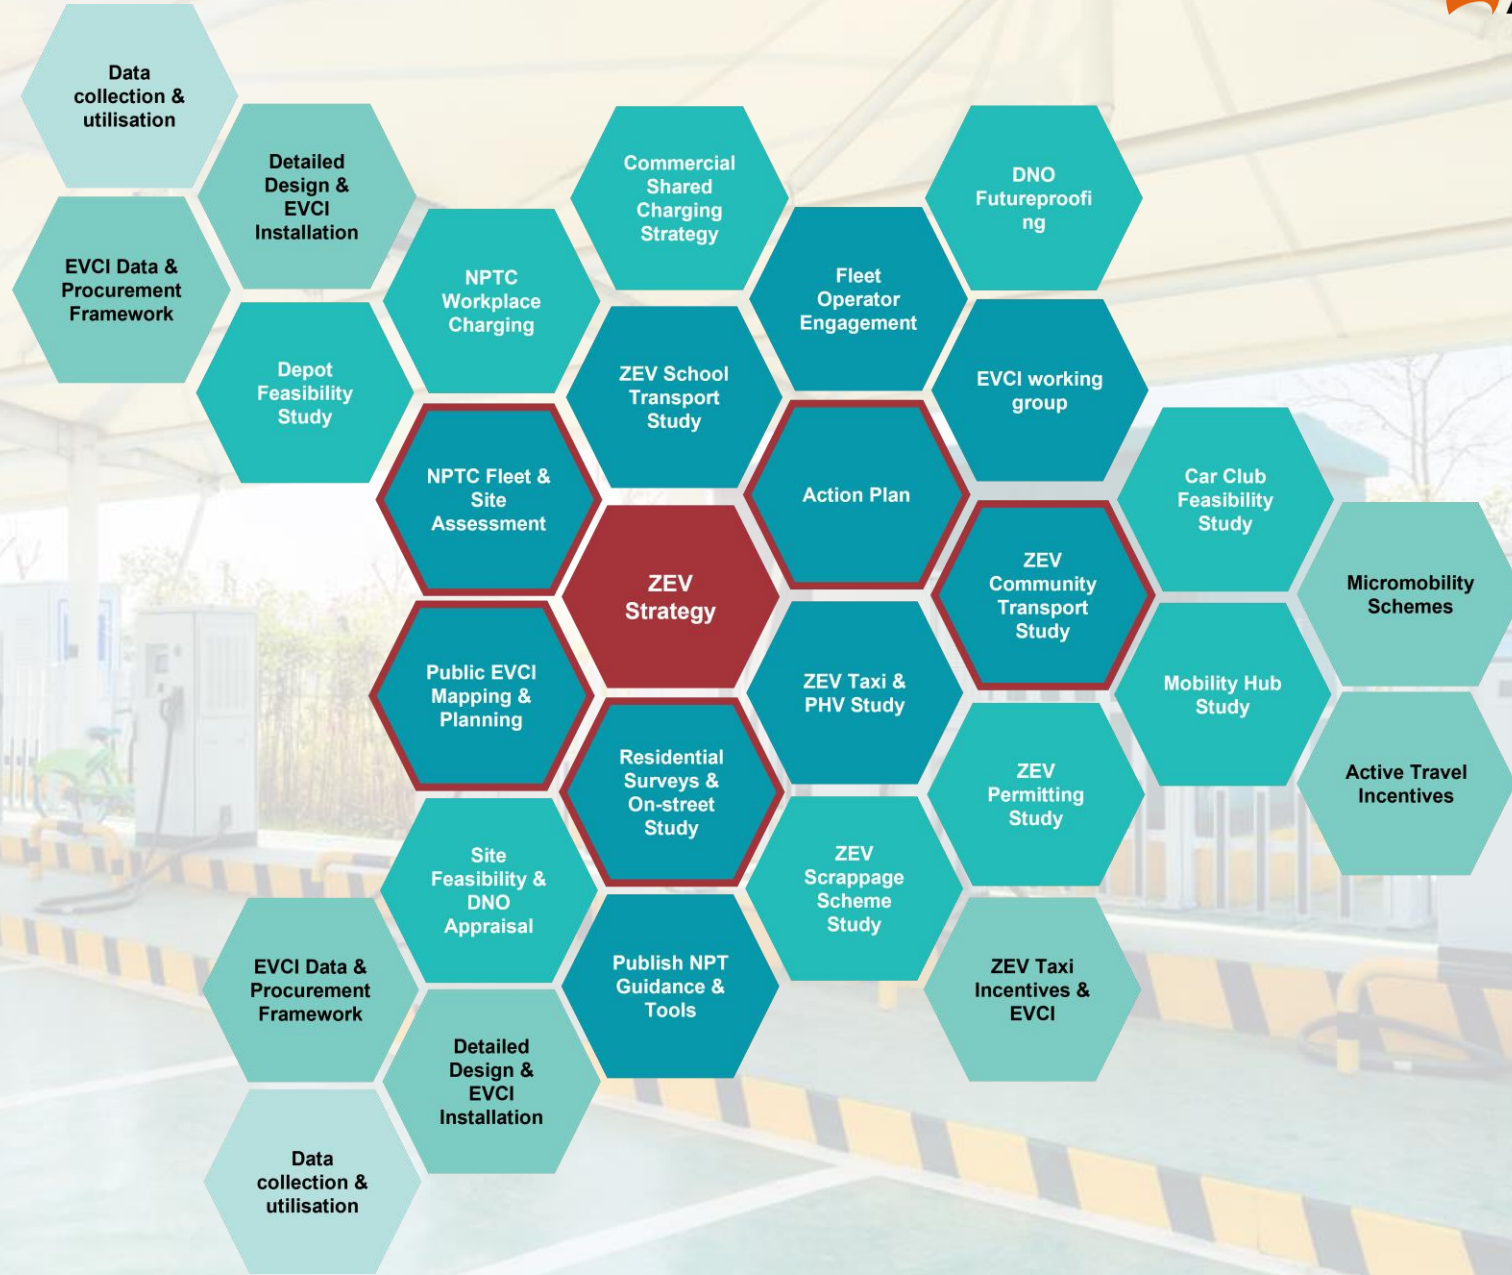 Data
collection &
utilisation
Detailed
Design &
EVCI
Installation
EVCI Data &
Procurement
Framework
Depot
Feasibility
Study
NPTC
Workplace
Charging
Commercial
Shared
Charging
Strategy
DNO
Futureproofi
ng
Fleet
Operator
Engagement
ZEV School
Transport
Study
EVCI working
group
NPTC Fleet &
Site
Assessment
Action Plan
Car Club
Feasibility
Study
ZEV
Strategy
ZEV
Community
Transport
Study
Micromobility
Schemes
Public EVCI
Mapping &
Planning
ZEV Taxi &
PHV Study
Mobility Hub
Study
Residential
Surveys &
On-street
Study
ZEV
Permitting
Study
Active Travel
Incentives
Site
Feasibility &
DNO
Appraisal
ZEV
Scrappage
Scheme
Study
EVCI Data &
Procurement
Framework
Publish NPT
Guidance &
Tools
ZEV Taxi
Incentives &
EVCI
Detailed
Design &
EVCI
Installation
Data
collection &
utilisation